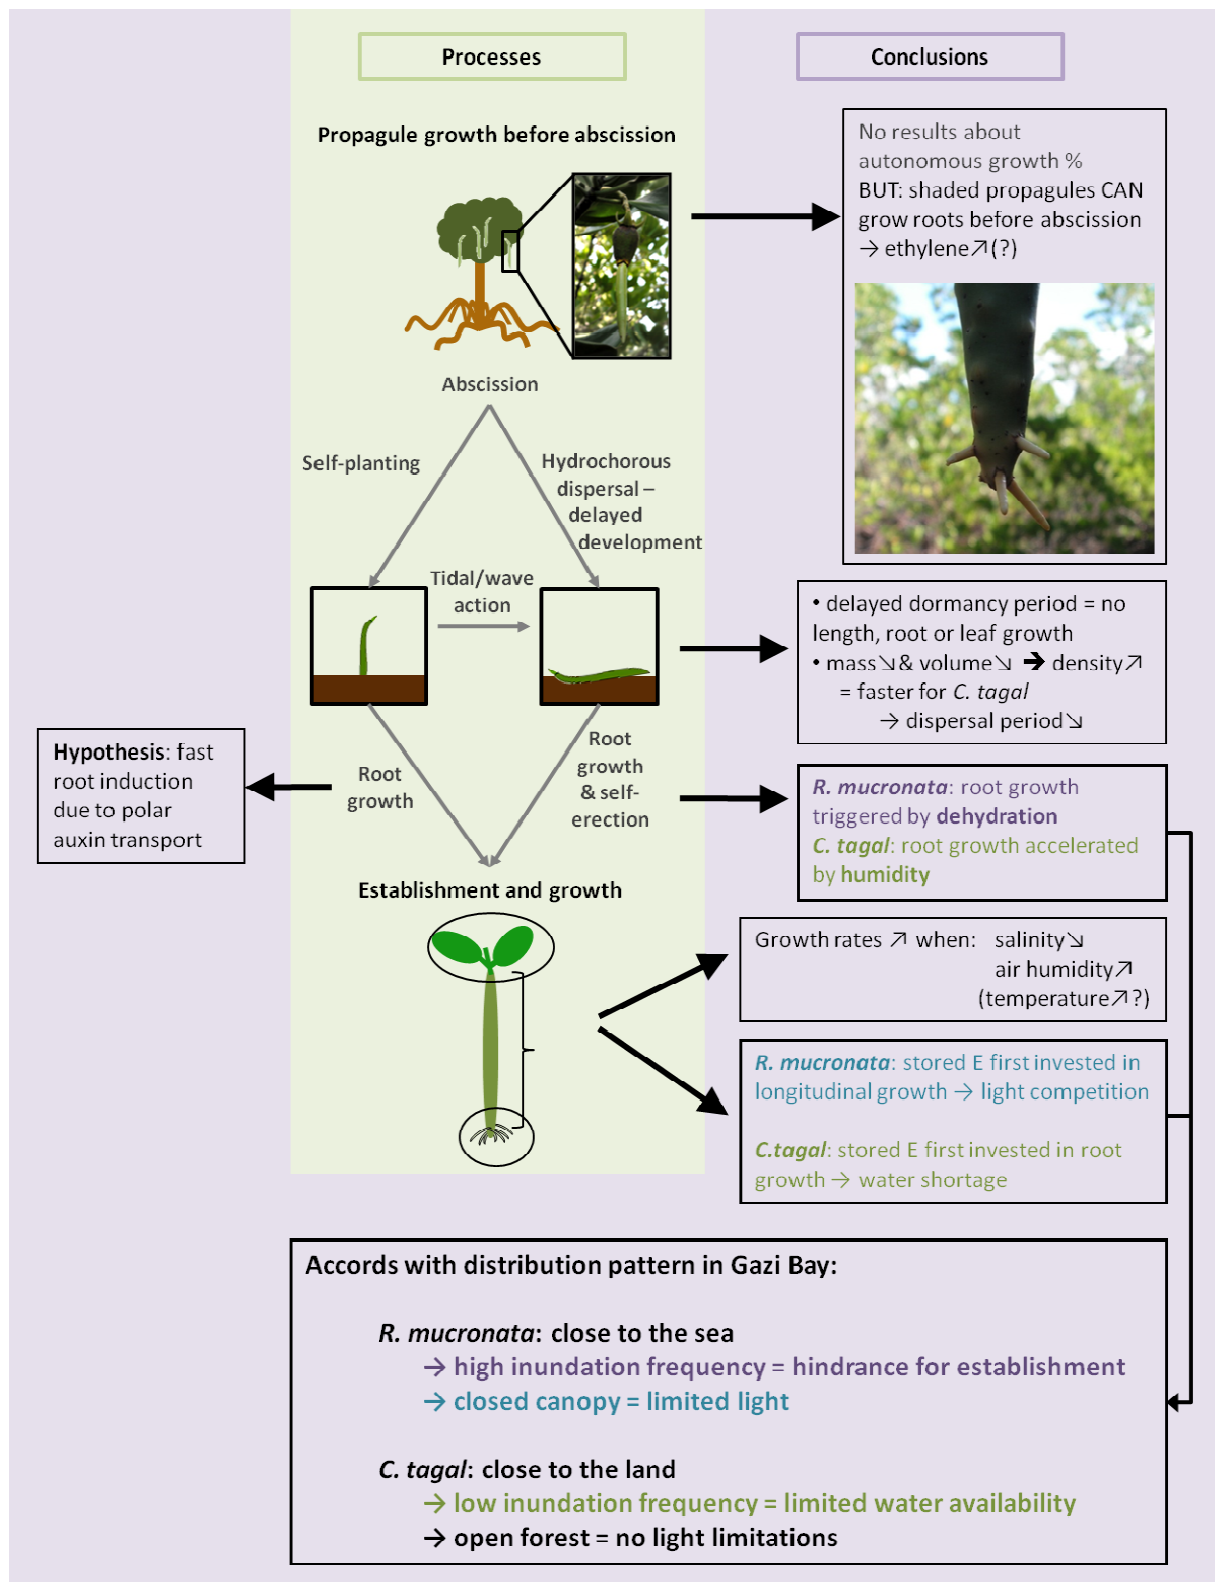 Processes
Conclusions
Propagule growth before abscission
No results about
autonomous growth %
BUT: shaded propagules CAN
grow roots before abscission
→ ethylene↗(?)
Abscission
Self-planting
Hydrochorous
dispersal –
delayed
development
Tidal/wave
action
• delayed dormancy period = no
length, root or leaf growth
• mass↘& volume↘ ➔ density↗
= faster for C. tagal
→ dispersal period↘
Hypothesis: fast
root induction
due to polar
auxin transport
Root
growth
Root
growth
& self-
erection
R. mucronata: root growth
triggered by dehydration
C. tagal: root growth accelerated
by humidity
Establishment and growth
Growth rates ↗ when: salinity↘
air humidity↗
(temperature↗?)
R. mucronata: stored E first invested in
longitudinal growth → light competition
C.tagal: stored E first invested in root
growth → water shortage
Accords with distribution pattern in Gazi Bay:
R. mucronata: close to the sea
→ high inundation frequency = hindrance for establishment
→ closed canopy = limited light
C. tagal: close to the land
→ low inundation frequency = limited water availability
→ open forest = no light limitations